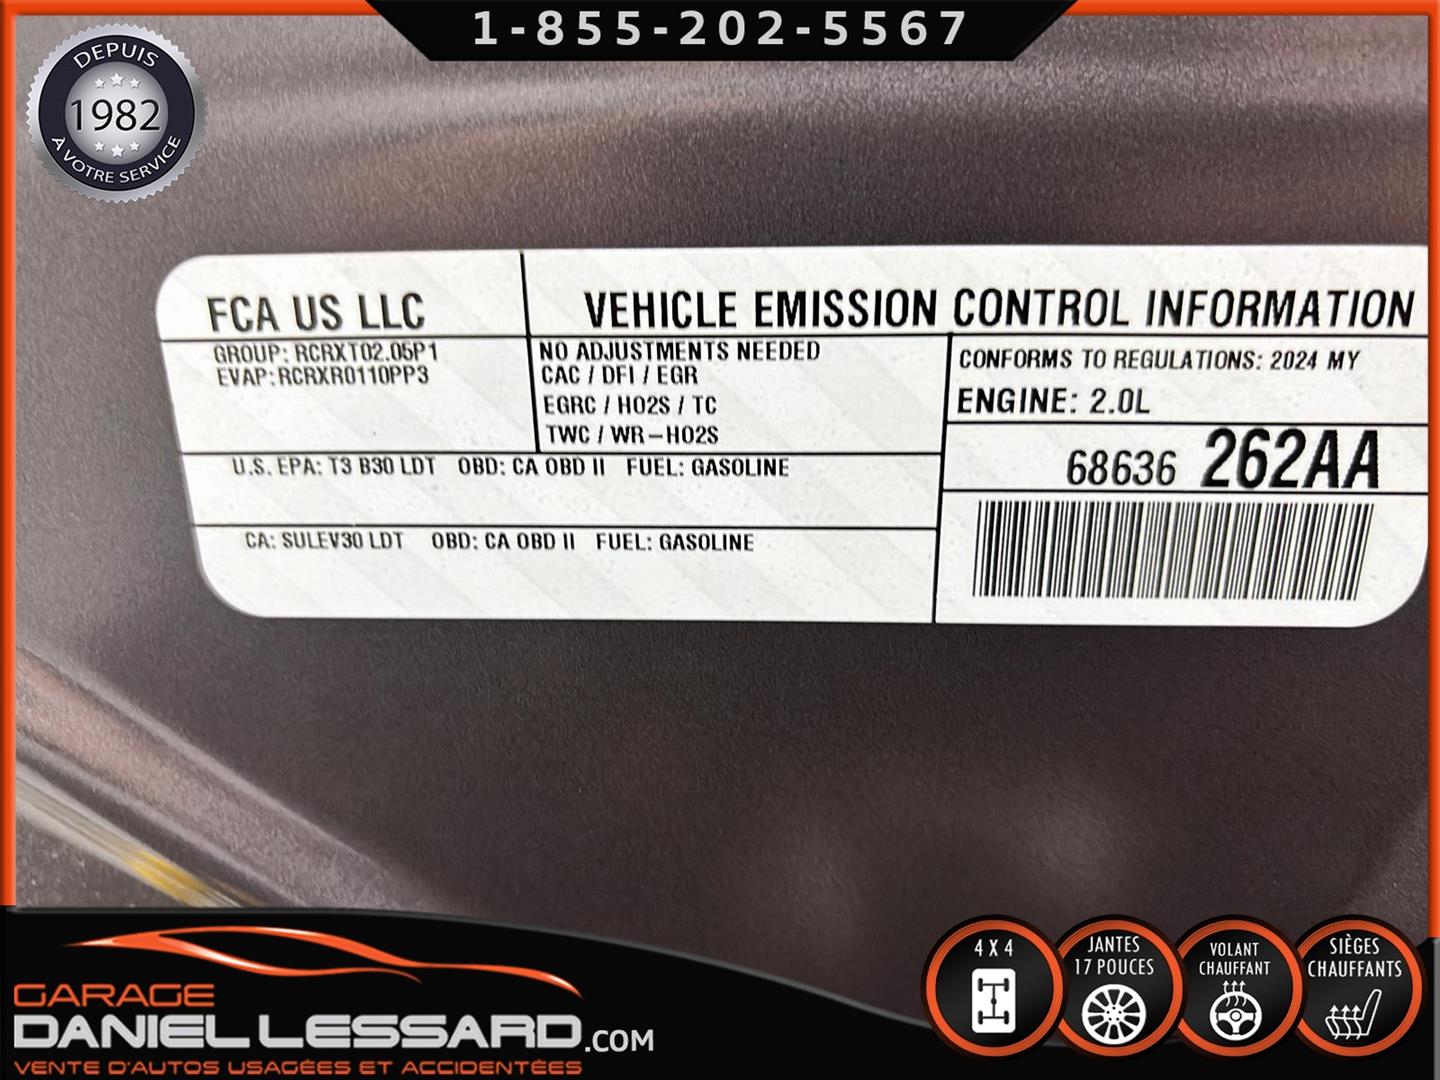 1-855-202-5567
DEPUIS
1982
À VOTRE SERVICE
FCA US LLC
VEHICLE EMISSION CONTROL INFORMATION
GROUP: RCRXT02.05P1
EVAP:RCRXR0110PP3
NO ADJUSTMENTS NEEDED
CAC / DFI / EGR
EGRC / HO2S / TC
TWC / WR-HO2S
CONFORMS TO REGULATIONS: 2024 MY
ENGINE: 2.0L
68636 262AA
U.S. EPA: T3 B30 LDT OBD: CA OBD II FUEL: GASOLINE
CA: SULEV30 LDT OBD: CA OBD II FUEL: GASOLINE
GARAGE
DANIEL LESSARD.COM
VENTE D'AUTOS USAGÉES ET ACCIDENTÉES
4 X 4
JANTES
17 POUCES
VOLANT
CHAUFFANT
SIÈGES
CHAUFFANTS